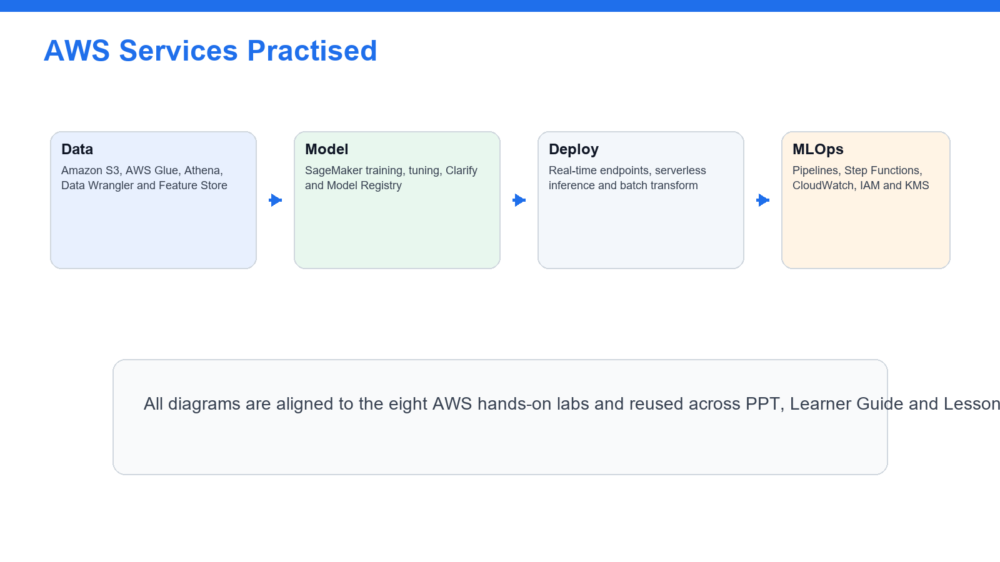 AWS Services Practised
Data
Amazon S3, AWS Glue, Athena,
Data Wrangler and Feature Store
Model
SageMaker training, tuning, Clarify
and Model Registry
Deploy
Real-time endpoints, serverless
inference and batch transform
MLOps
Pipelines, Step Functions,
CloudWatch, IAM and KMS
All diagrams are aligned to the eight AWS hands-on labs and reused across PPT, Learner Guide and Lesson